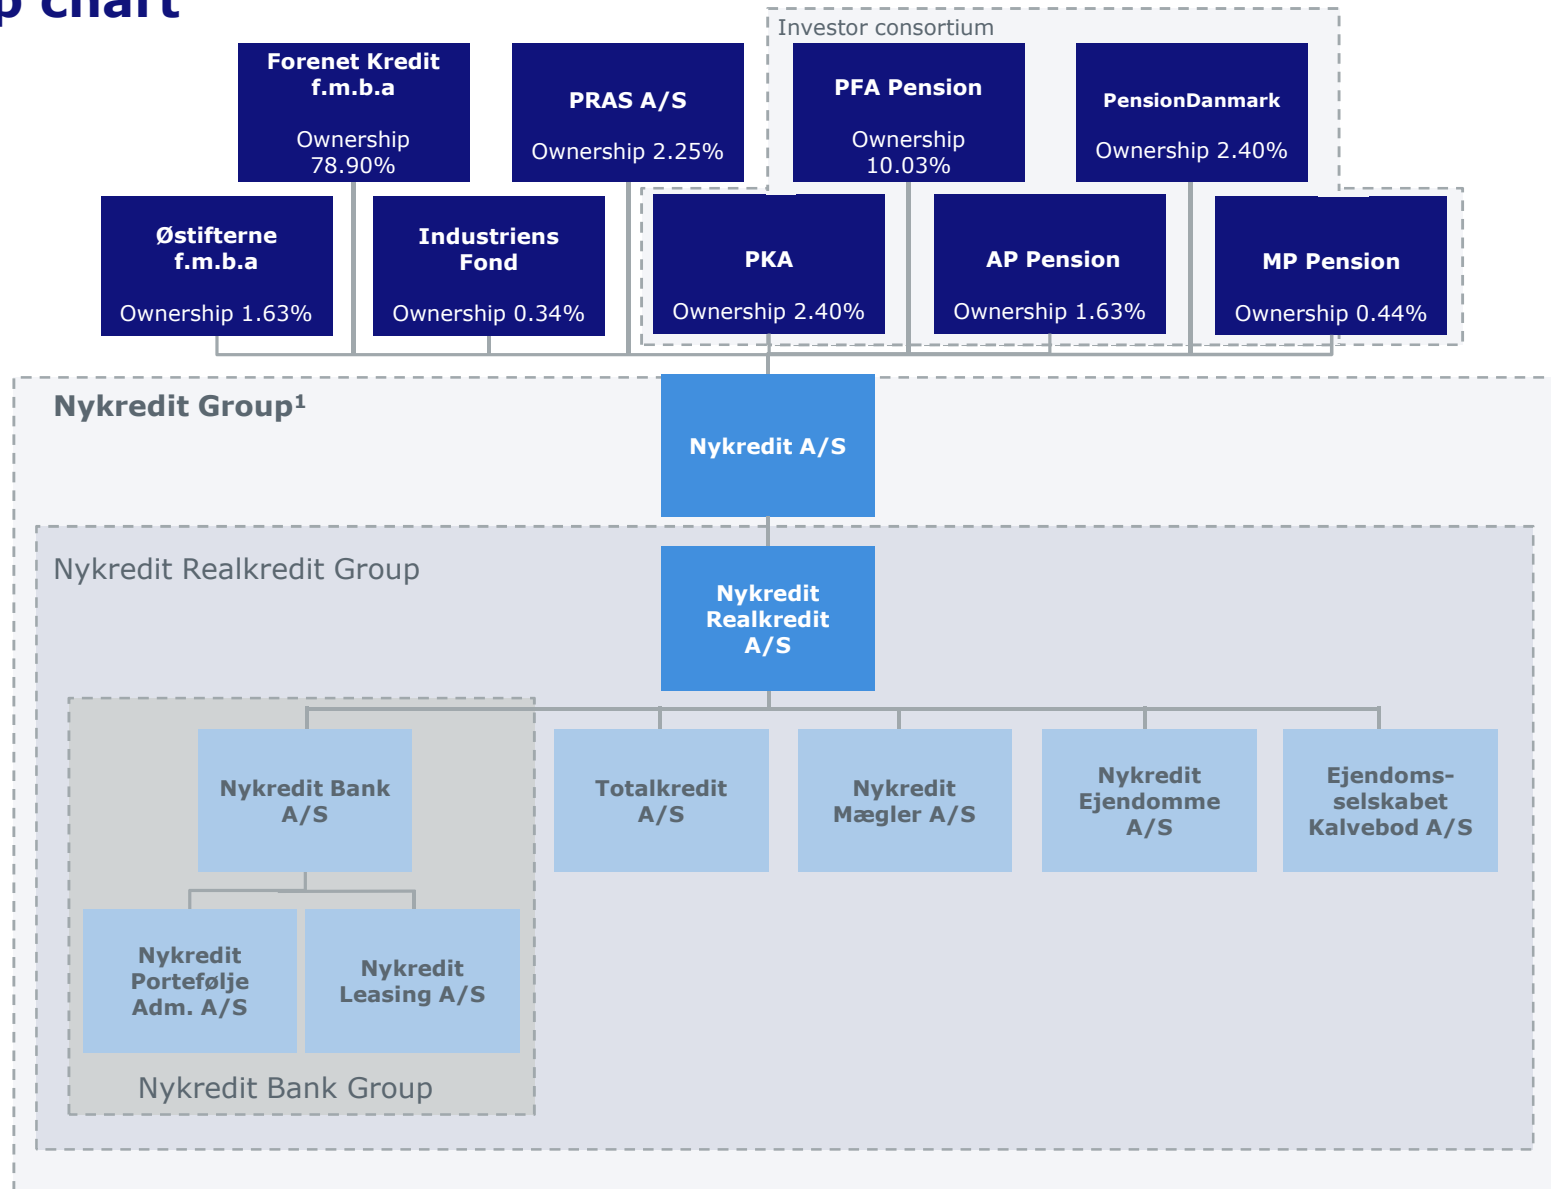 p chart
Investor consortium
Forenet Kredit
f.m.b.a
Ownership
78.90%
PRAS A/S
Ownership 2.25%
PFA Pension
Ownership
10.03%
PensionDanmark
Ownership 2.40%
Østifterne
f.m.b.a
Ownership 1.63%
Industriens
Fond
Ownership 0.34%
PKA
Ownership 2.40%
AP Pension
Ownership 1.63%
MP Pension
Ownership 0.44%
Nykredit Group¹
Nykredit A/S
Nykredit Realkredit Group
Nykredit
Realkredit
A/S
Nykredit Bank
A/S
Totalkredit
A/S
Nykredit
Mægler A/S
Nykredit
Ejendomme
A/S
Ejendoms-
selskabet
Kalvebod A/S
Nykredit
Portefølje
Adm. A/S
Nykredit
Leasing A/S
Nykredit Bank Group